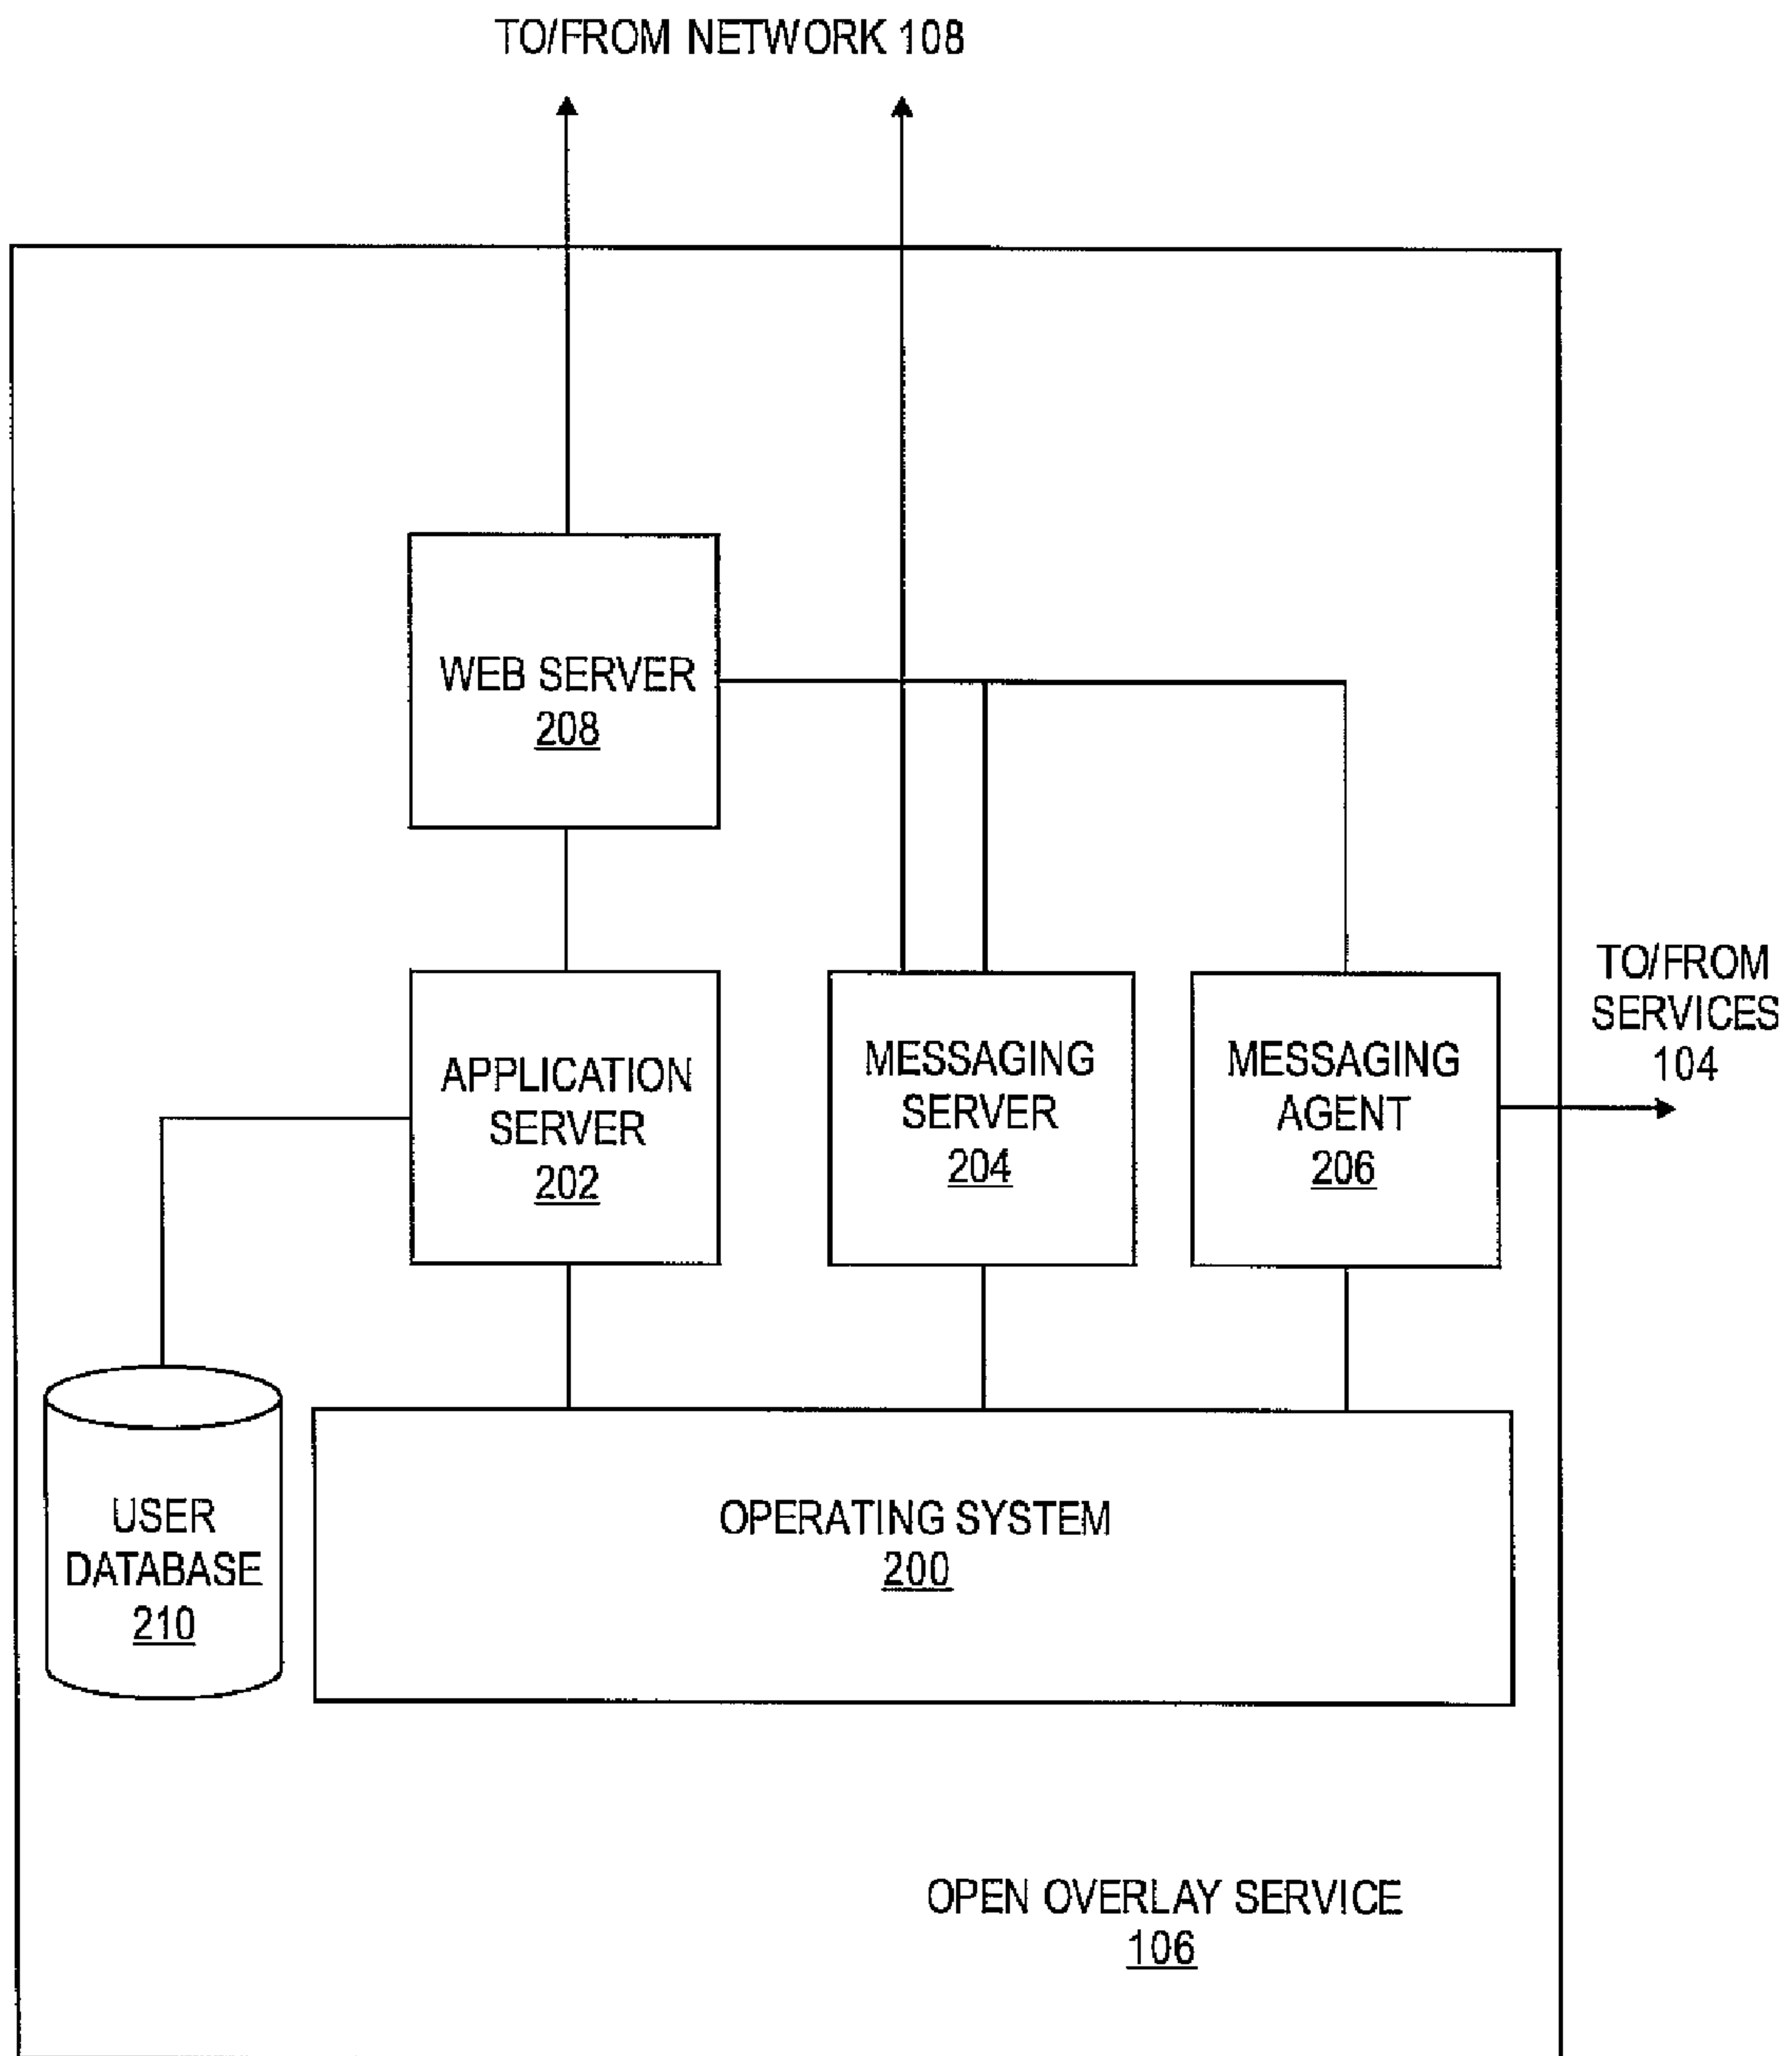 TO/FROM NETWORK 108
WEB SERVER
208
TO/FROM
SERVICES
104
APPLICATION
SERVER
202
MESSAGING
SERVER
204
MESSAGING
AGENT
206
USER
DATABASE
210
OPERATING SYSTEM
200
OPEN OVERLAY SERVICE
106